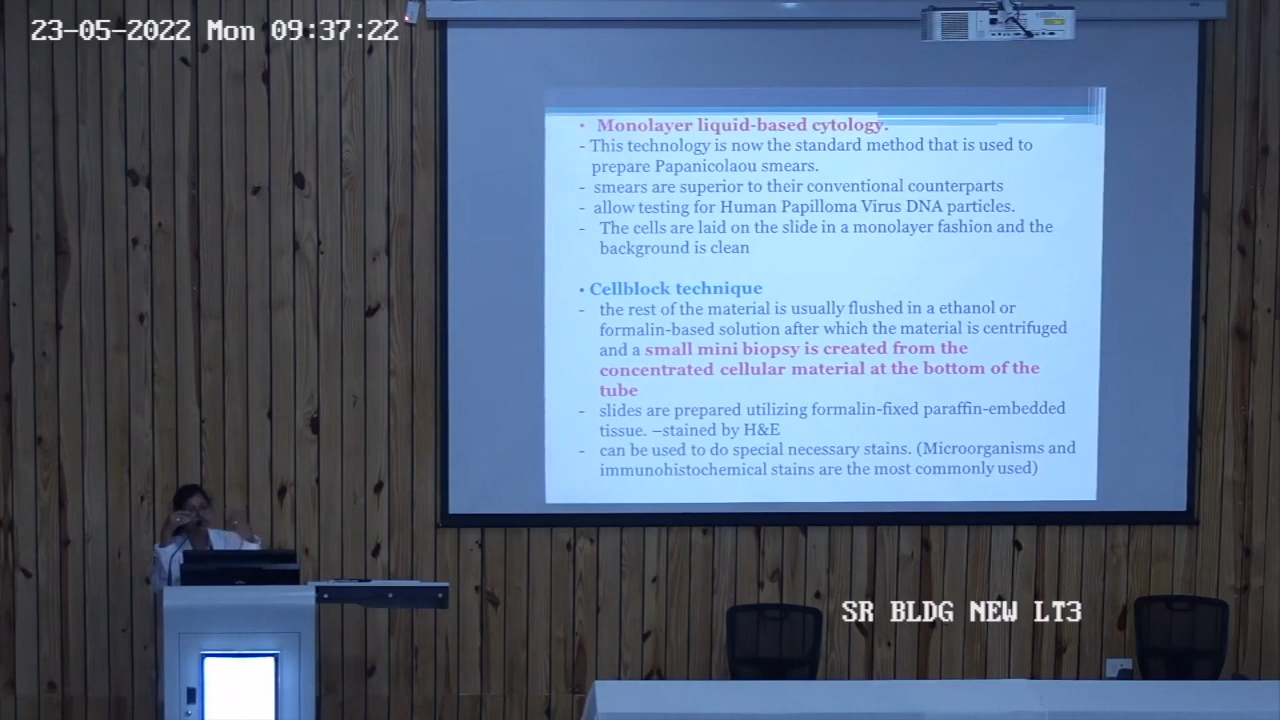 23-05-2022 Mon 09:37:22
• Monolayer liquid-based cytology.
- This technology is now the standard method that is used to
prepare Papanicolaou smears.
- smears are superior to their conventional counterparts
- allow testing for Human Papilloma Virus DNA particles.
- The cells are laid on the slide in a monolayer fashion and the
background is clean
• Cellblock technique
- the rest of the material is usually flushed in a ethanol or
formalin-based solution after which the material is centrifuged
and a small mini biopsy is created from the
concentrated cellular material at the bottom of the
tube
- slides are prepared utilizing formalin-fixed paraffin-embedded
tissue. –stained by H&E
- can be used to do special necessary stains. (Microorganisms and
immunohistochemical stains are the most commonly used)
SR BLDG NEW LT3